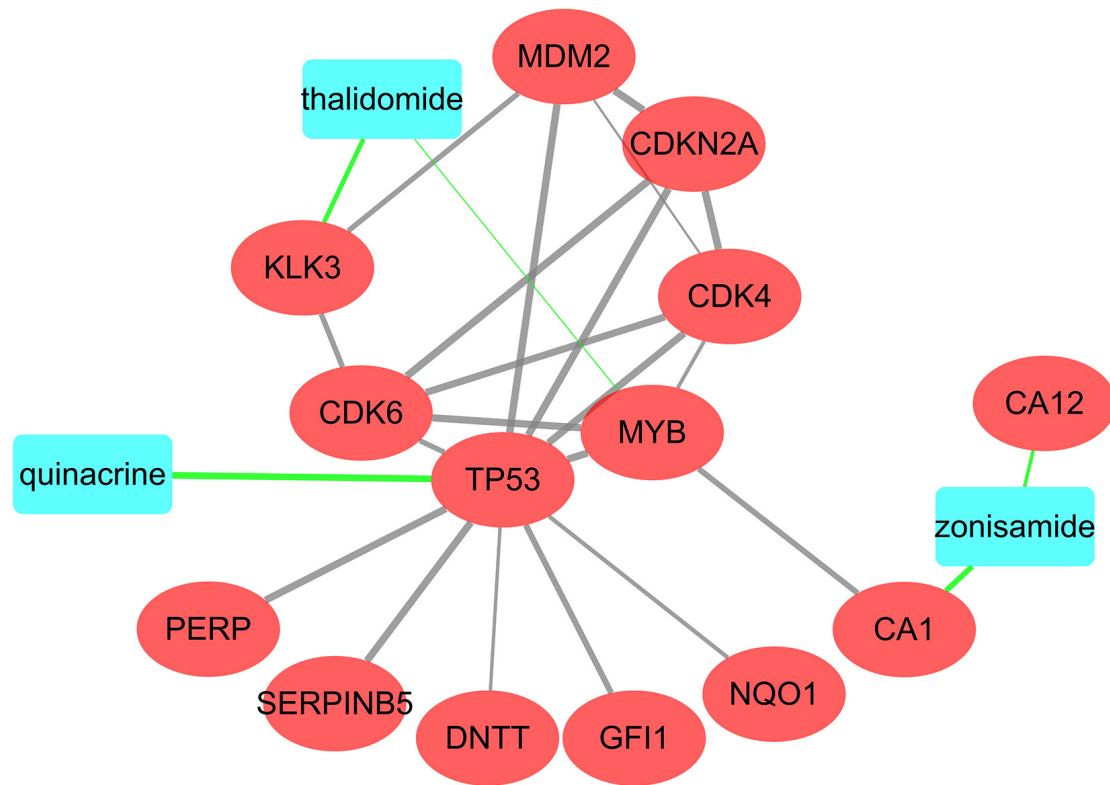 MDM2
thalidomide
CDKN2A
KLK3
CDK4
CDK6
CA12
MYB
quinacrine
TP53
zonisamide
PERP
CA1
SERPINB5
NQO1
DNTT
GFI1